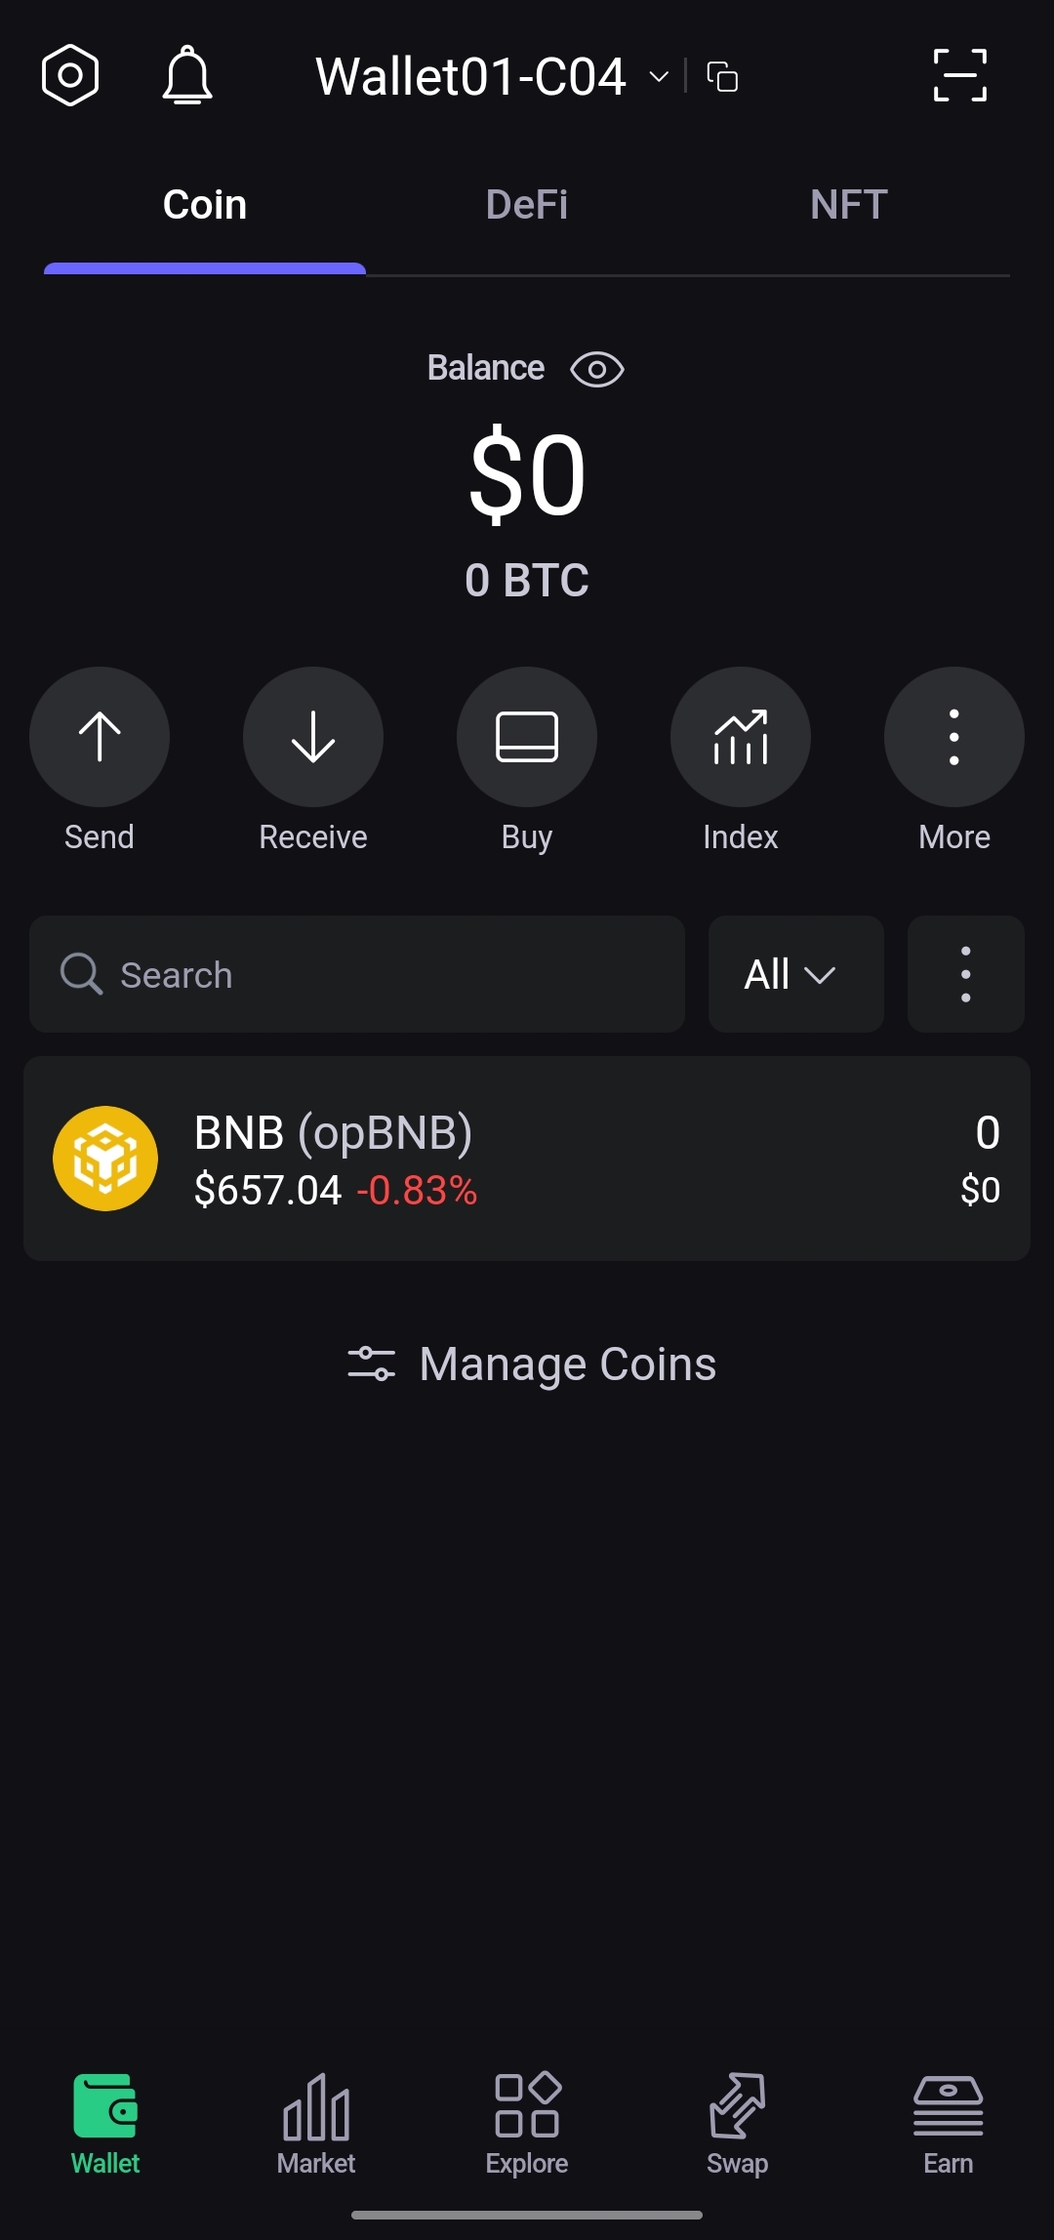 Wallet01-C04
Coin DeFi NFT
Balance
$0
0 BTC
Send Receive Buy Index More
Search All
BNB (opBNB) 0
$657.04 -0.83% $0
Manage Coins
Wallet Market Explore Swap Earn